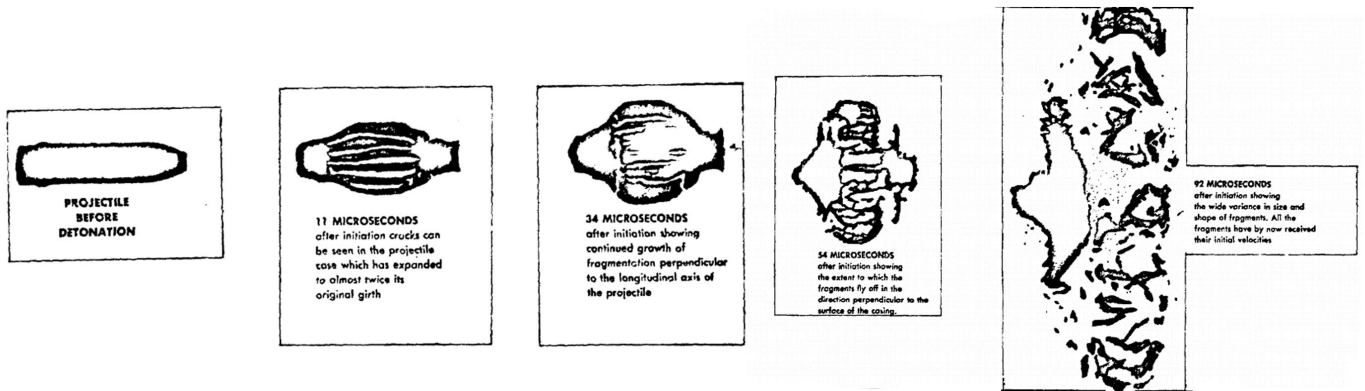 PROJECTILE
BEFORE
DETONATION
11 MICROSECONDS
after initiation cracks can
be seen in the projectile
case which has expanded
to almost twice its
original girth
34 MICROSECONDS
after initiation showing
continued growth of
fragmentation perpendicular
to the longitudinal axis of
the projectile
54 MICROSECONDS
after initiation showing
the extent to which the
fragments fly off in the
direction perpendicular to the
surface of the casing.
92 MICROSECONDS
after initiation showing
the wide variance in size and
shape of fragments. All the
fragments have by now received
their initial velocities